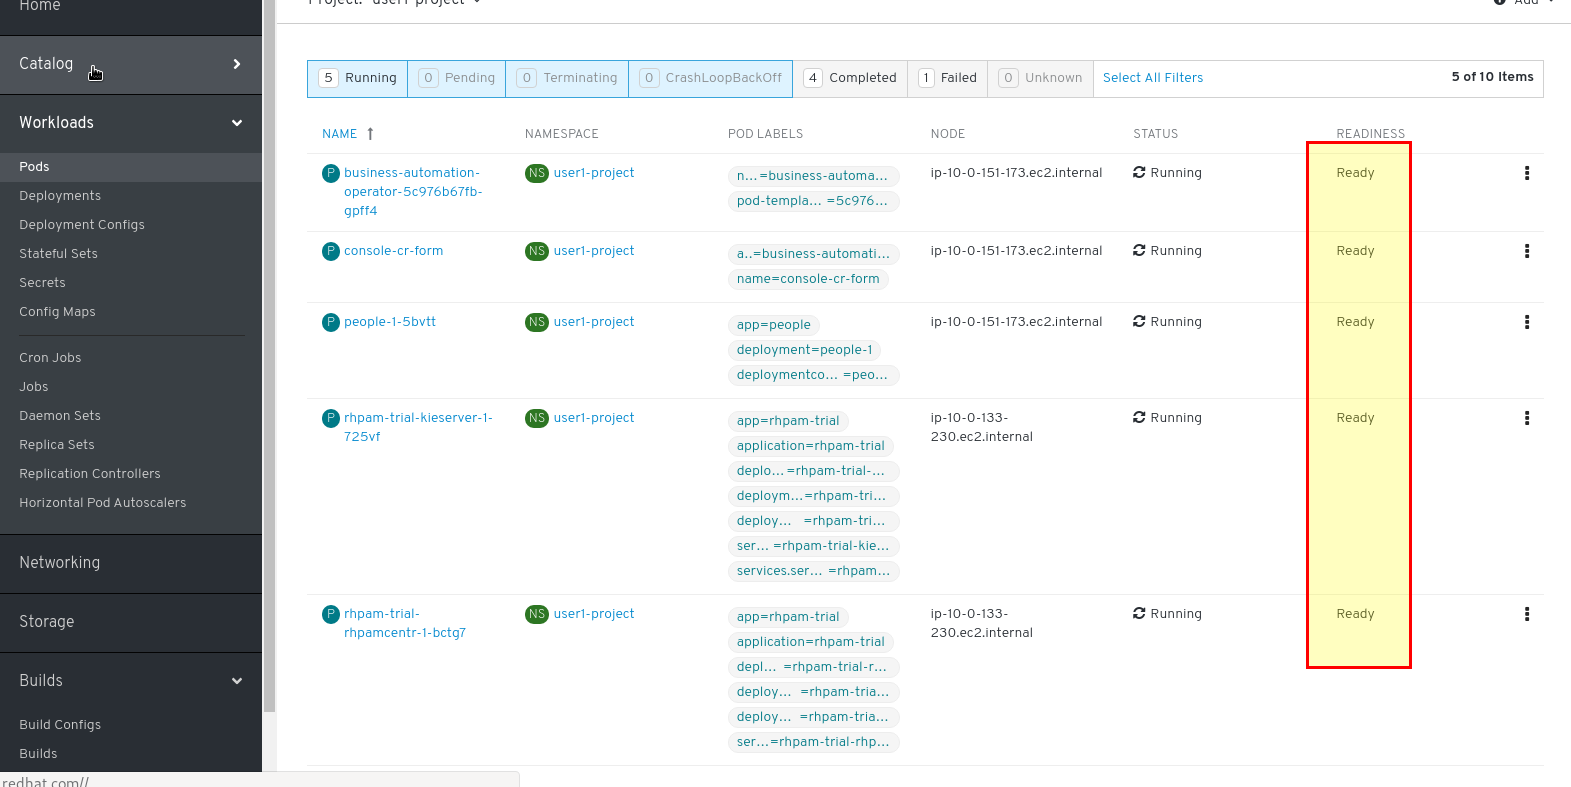 Home
Catalog
Workloads
Pods
Deployments
Deployment Configs
Stateful Sets
Secrets
Config Maps
Cron Jobs
Jobs
Daemon Sets
Replica Sets
Replication Controllers
Horizontal Pod Autoscalers
Networking
Storage
Builds
Build Configs
Builds
redhat.com//
Project: user1-project
Add
5 Running 0 Pending 0 Terminating 0 CrashLoopBackOff 4 Completed 1 Failed 0 Unknown Select All Filters 5 of 10 Items
NAME NAMESPACE POD LABELS NODE STATUS READINESS
P business-automation-operator-5c976b67fb-gpff4 NS user1-project n...=business-automa... pod-templa... =5c976... ip-10-0-151-173.ec2.internal Running Ready
P console-cr-form NS user1-project a..=business-automati... name=console-cr-form ip-10-0-151-173.ec2.internal Running Ready
P people-1-5bvtt NS user1-project app=people deployment=people-1 deploymentco... =peo... ip-10-0-151-173.ec2.internal Running Ready
P rhpam-trial-kieserver-1-725vf NS user1-project app=rhpam-trial application=rhpam-trial deplo... =rhpam-trial-... deploym...=rhpam-tri... deploy... =rhpam-tri... ser... =rhpam-trial-kie... services.ser... =rhpam... ip-10-0-133-230.ec2.internal Running Ready
P rhpam-trial-rhpamcentr-1-bctg7 NS user1-project app=rhpam-trial application=rhpam-trial depl... =rhpam-trial-r... deploy... =rhpam-tria... deploy... =rhpam-tria... ser...=rhpam-trial-rhp... ip-10-0-133-230.ec2.internal Running Ready